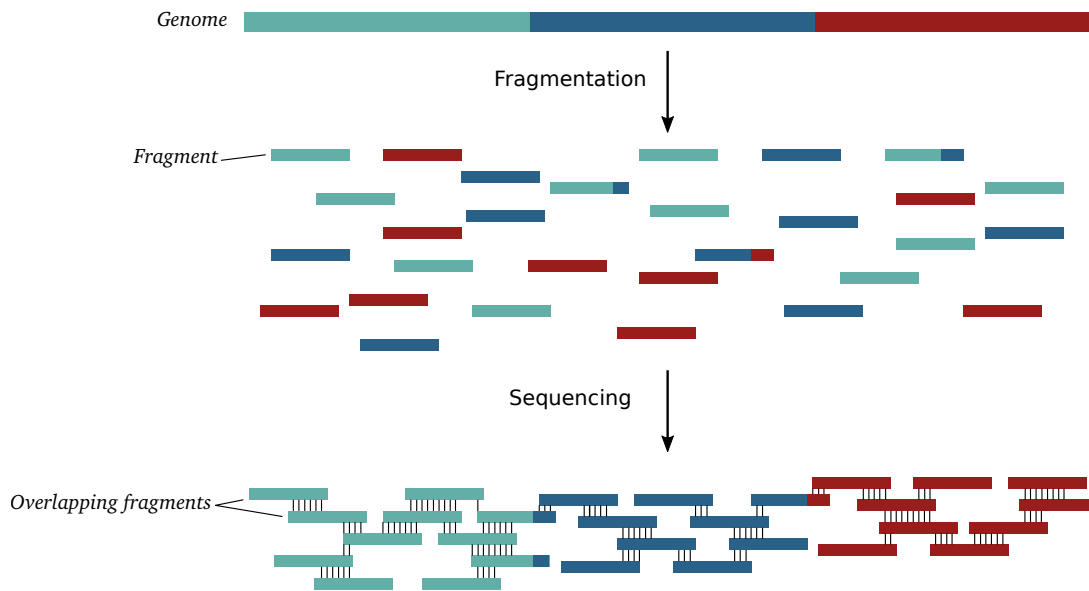 Genome
Fragmentation
Fragment
Sequencing
Overlapping fragments